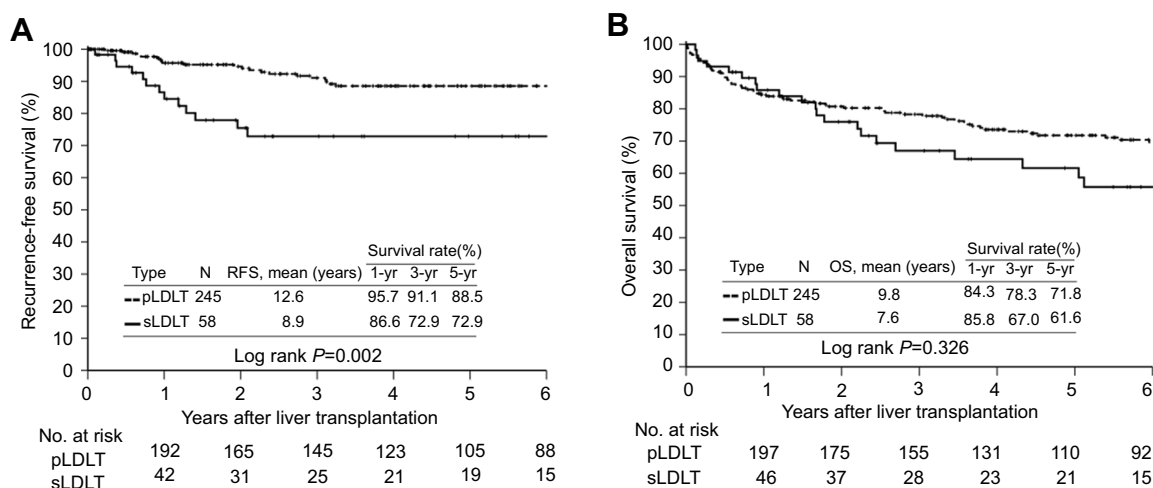 A
Recurrence-free survival (%)
100
90
80
70
60
50
40
30
20
10
0
Survival rate(%)
Type N RFS, mean (years) 1-yr 3-yr 5-yr
pLDLT 245 12.6 95.7 91.1 88.5
sLDLT 58 8.9 86.6 72.9 72.9
Log rank P=0.002
0 1 2 3 4 5 6
Years after liver transplantation
No. at risk
pLDLT 192 165 145 123 105 88
sLDLT 42 31 25 21 19 15
B
Overall survival (%)
100
90
80
70
60
50
40
30
20
10
0
Survival rate(%)
Type N OS, mean (years) 1-yr 3-yr 5-yr
pLDLT 245 9.8 84.3 78.3 71.8
sLDLT 58 7.6 85.8 67.0 61.6
Log rank P=0.326
0 1 2 3 4 5 6
Years after liver transplantation
No. at risk
pLDLT 197 175 155 131 110 92
sLDLT 46 37 28 23 21 15